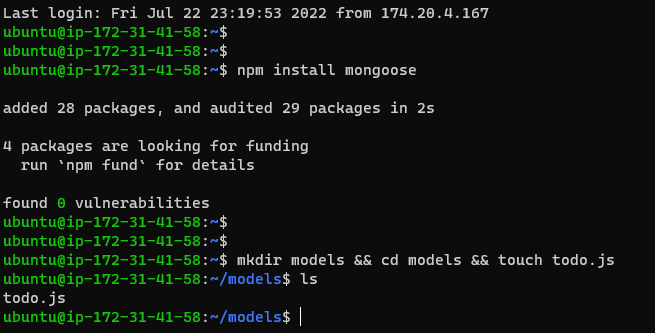 Last login: Fri Jul 22 23:19:53 2022 from 174.20.4.167
ubuntu@ip-172-31-41-58:~$
ubuntu@ip-172-31-41-58:~$
ubuntu@ip-172-31-41-58:~$ npm install mongoose
added 28 packages, and audited 29 packages in 2s
4 packages are looking for funding
  run `npm fund` for details
found 0 vulnerabilities
ubuntu@ip-172-31-41-58:~$
ubuntu@ip-172-31-41-58:~$
ubuntu@ip-172-31-41-58:~$ mkdir models && cd models && touch todo.js
ubuntu@ip-172-31-41-58:~/models$ ls
todo.js
ubuntu@ip-172-31-41-58:~/models$